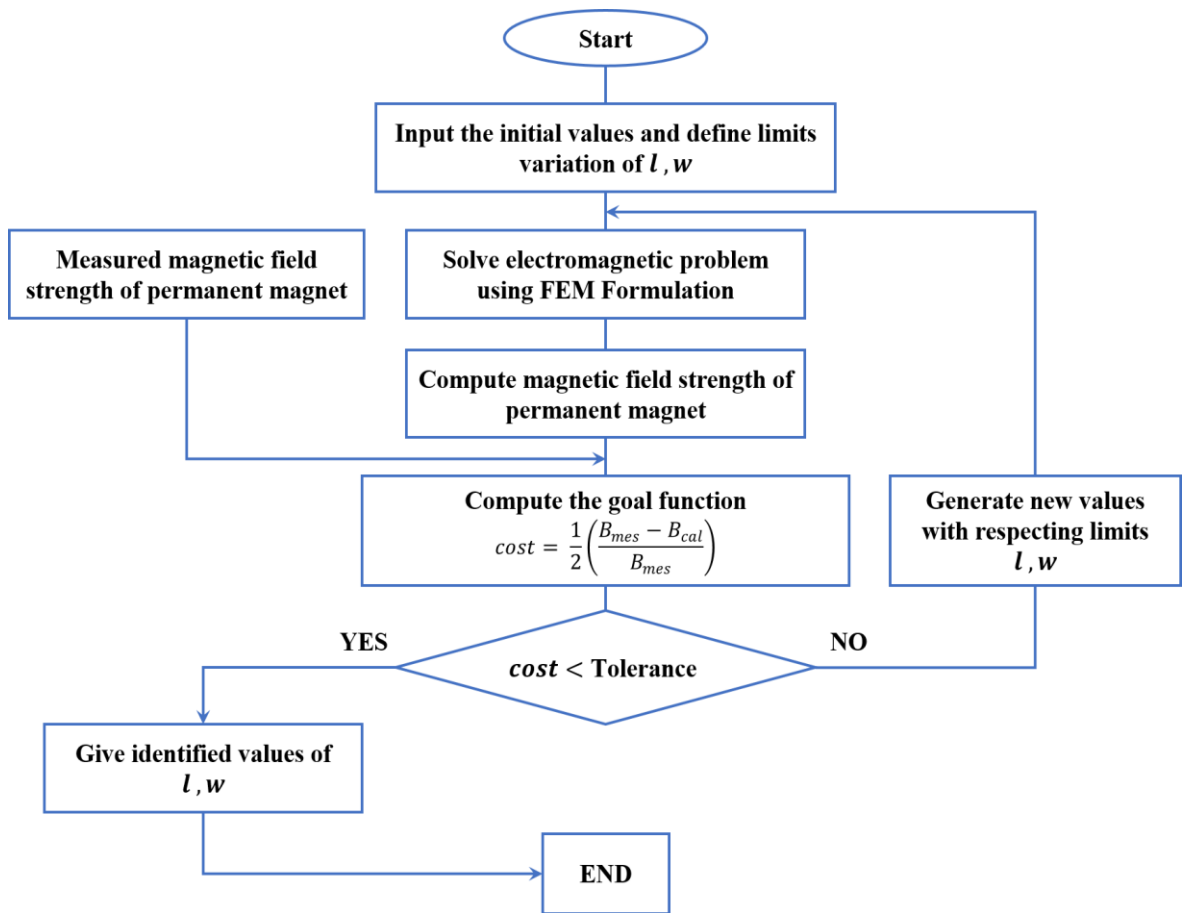 Start
Input the initial values and define limits
variation of l , w
Measured magnetic field
strength of permanent magnet
Solve electromagnetic problem
using FEM Formulation
Compute magnetic field strength of
permanent magnet
Compute the goal function
cost = 1/2 ((B_mes − B_cal)/B_mes)
Generate new values
with respecting limits
l , w
YES
NO
cost < Tolerance
Give identified values of
l , w
END